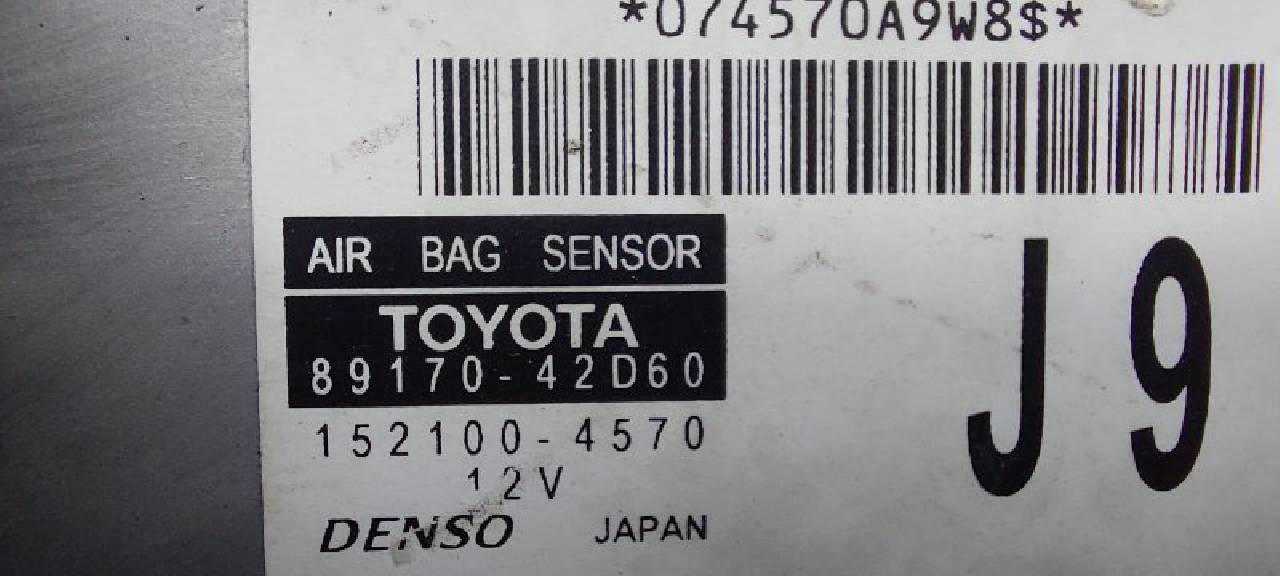 *074570A9W8$*
AIR BAG SENSOR
TOYOTA
89170-42D60
152100-4570
12V
DENSO JAPAN
J9